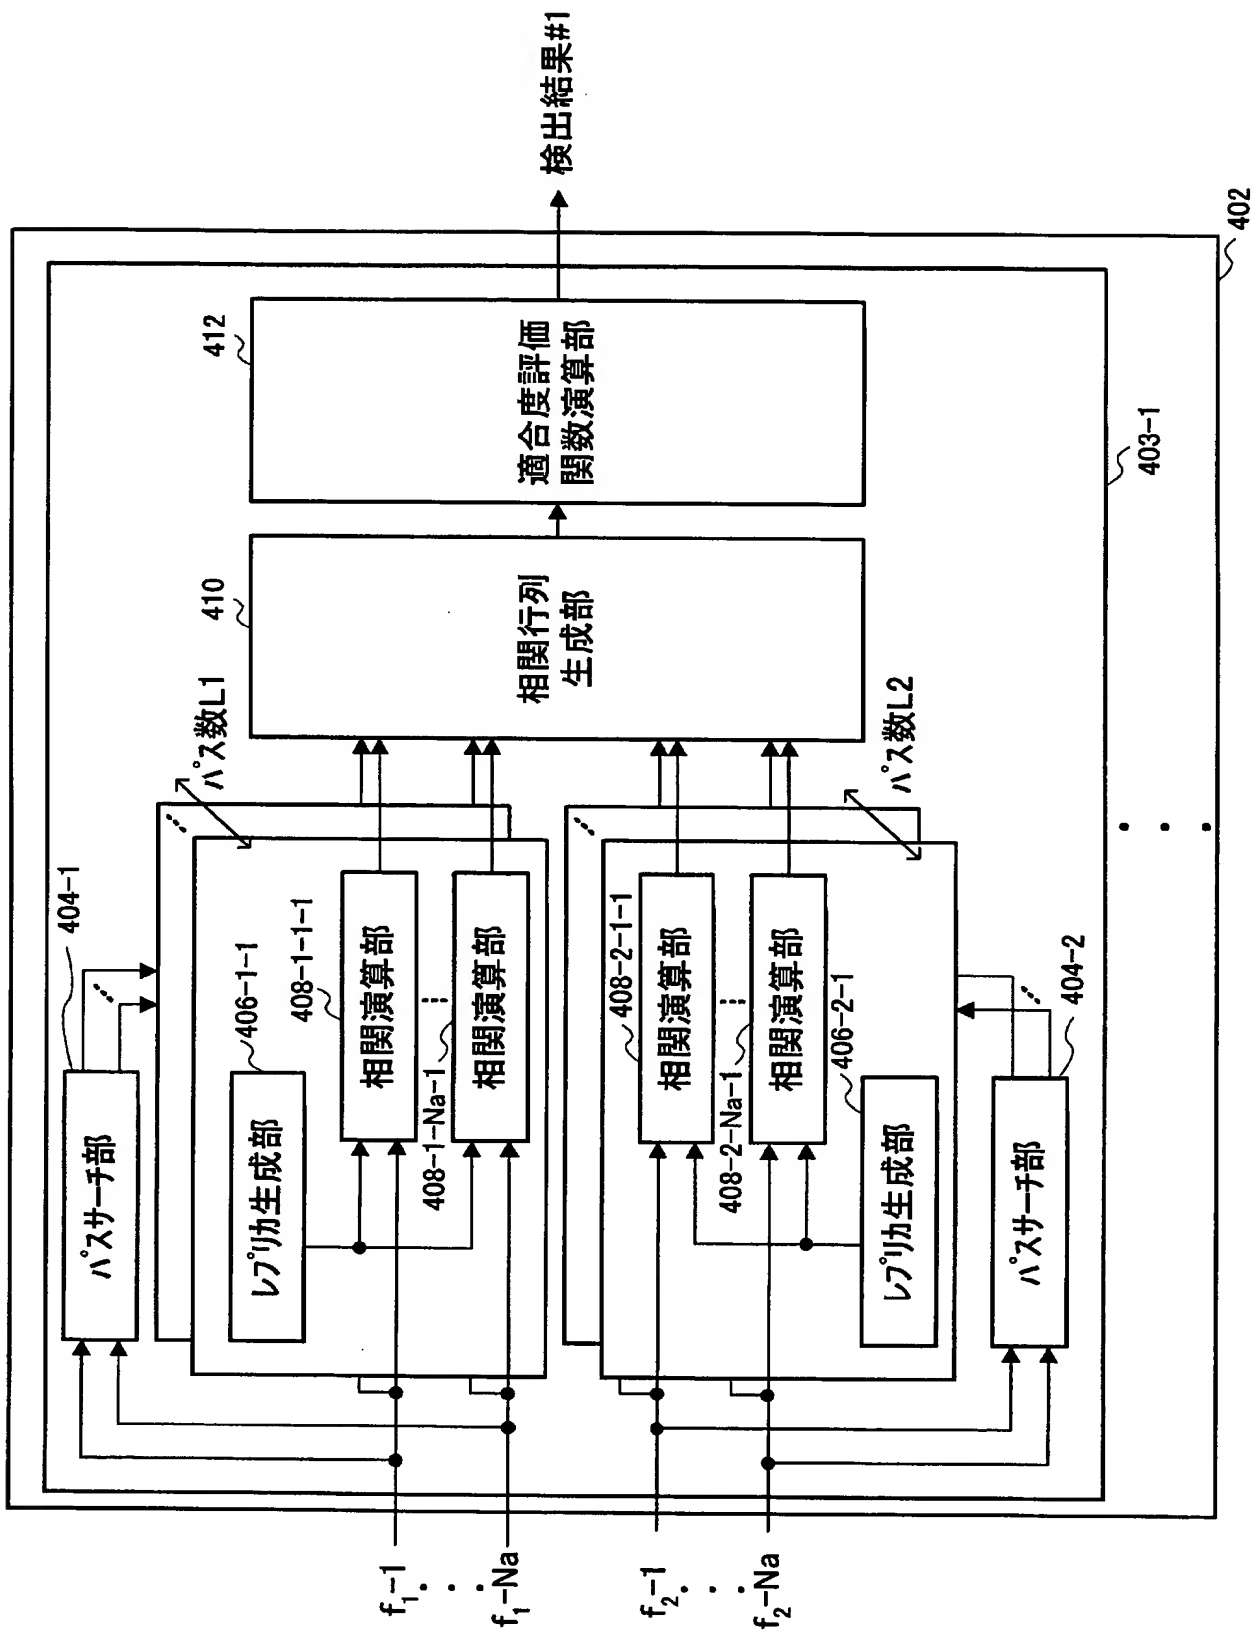 検出結果#1
402
403-1
412
適合度評価
関数演算部
410
相関行列
生成部
パス数L1
パス数L2
404-1
パスサーチ部
406-1-1
レプリカ生成部
408-1-1-1
相関演算部
408-1-Na-1
相関演算部
408-2-1-1
相関演算部
408-2-Na-1
相関演算部
406-2-1
レプリカ生成部
404-2
パスサーチ部
f1-1
f1-Na
f2-1
f2-Na